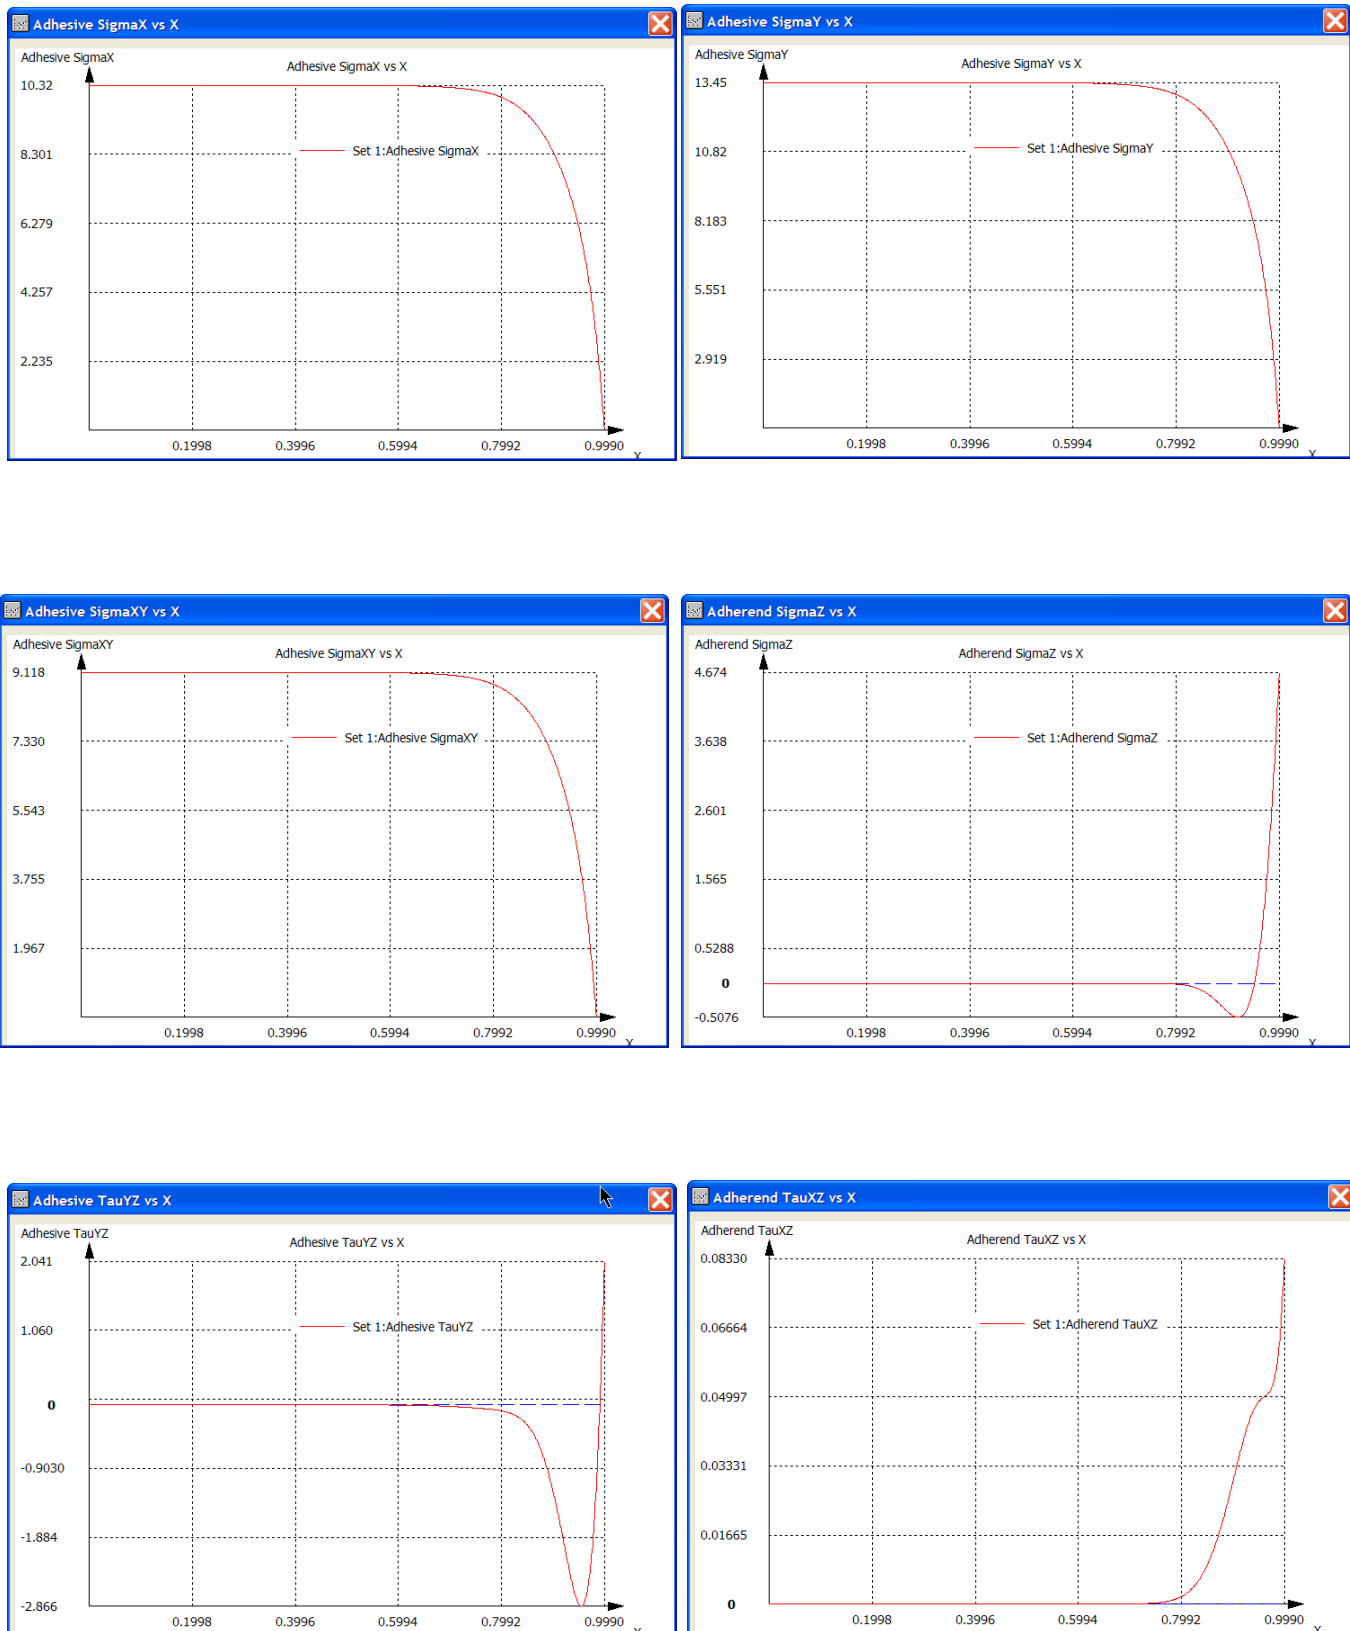 Adhesive SigmaX vs X
Adhesive SigmaX
Adhesive SigmaX vs X
10.32
8.301
Set 1:Adhesive SigmaX
6.279
4.257
2.235
0.1998 0.3996 0.5994 0.7992 0.9990
X
Adhesive SigmaY vs X
Adhesive SigmaY
Adhesive SigmaY vs X
13.45
10.82
Set 1:Adhesive SigmaY
8.183
5.551
2.919
0.1998 0.3996 0.5994 0.7992 0.9990
X
Adhesive SigmaXY vs X
Adhesive SigmaXY
Adhesive SigmaXY vs X
9.118
7.330
Set 1:Adhesive SigmaXY
5.543
3.755
1.967
0.1998 0.3996 0.5994 0.7992 0.9990
X
Adherend SigmaZ vs X
Adherend SigmaZ
Adherend SigmaZ vs X
4.674
3.638
Set 1:Adherend SigmaZ
2.601
1.565
0.5288
0
-0.5076
0.1998 0.3996 0.5994 0.7992 0.9990
X
Adhesive TauYZ vs X
Adhesive TauYZ
Adhesive TauYZ vs X
2.041
1.060
Set 1:Adhesive TauYZ
0
-0.9030
-1.884
-2.866
0.1998 0.3996 0.5994 0.7992 0.9990
X
Adherend TauXZ vs X
Adherend TauXZ
Adherend TauXZ vs X
0.08330
0.06664
Set 1:Adherend TauXZ
0.04997
0.03331
0.01665
0
0.1998 0.3996 0.5994 0.7992 0.9990
X